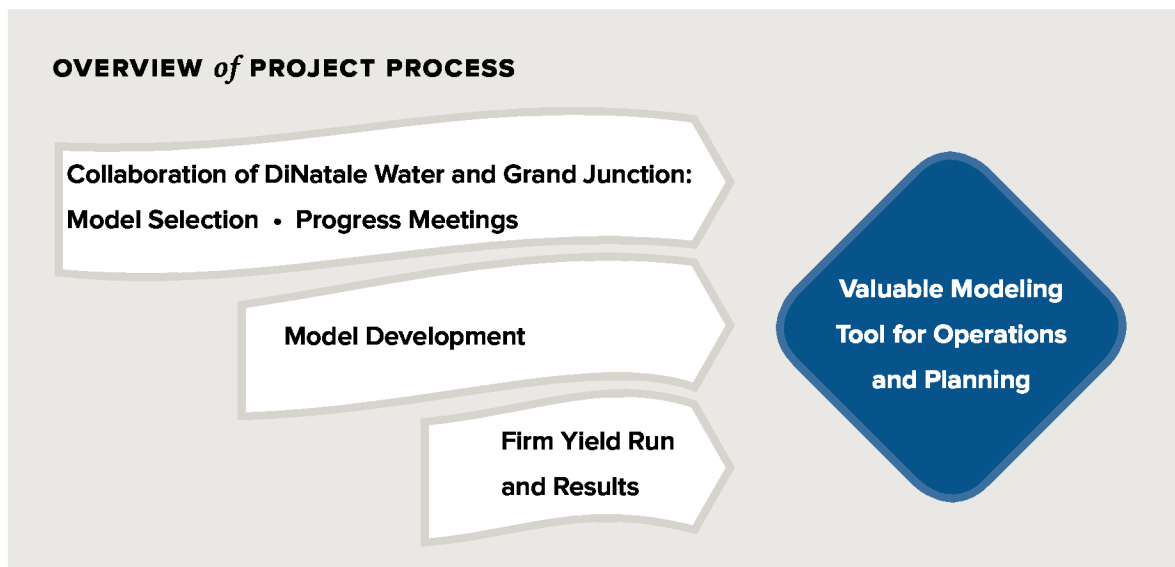 OVERVIEW of PROJECT PROCESS
Collaboration of DiNatale Water and Grand Junction:
Model Selection • Progress Meetings
Model Development
Firm Yield Run
and Results
Valuable Modeling
Tool for Operations
and Planning